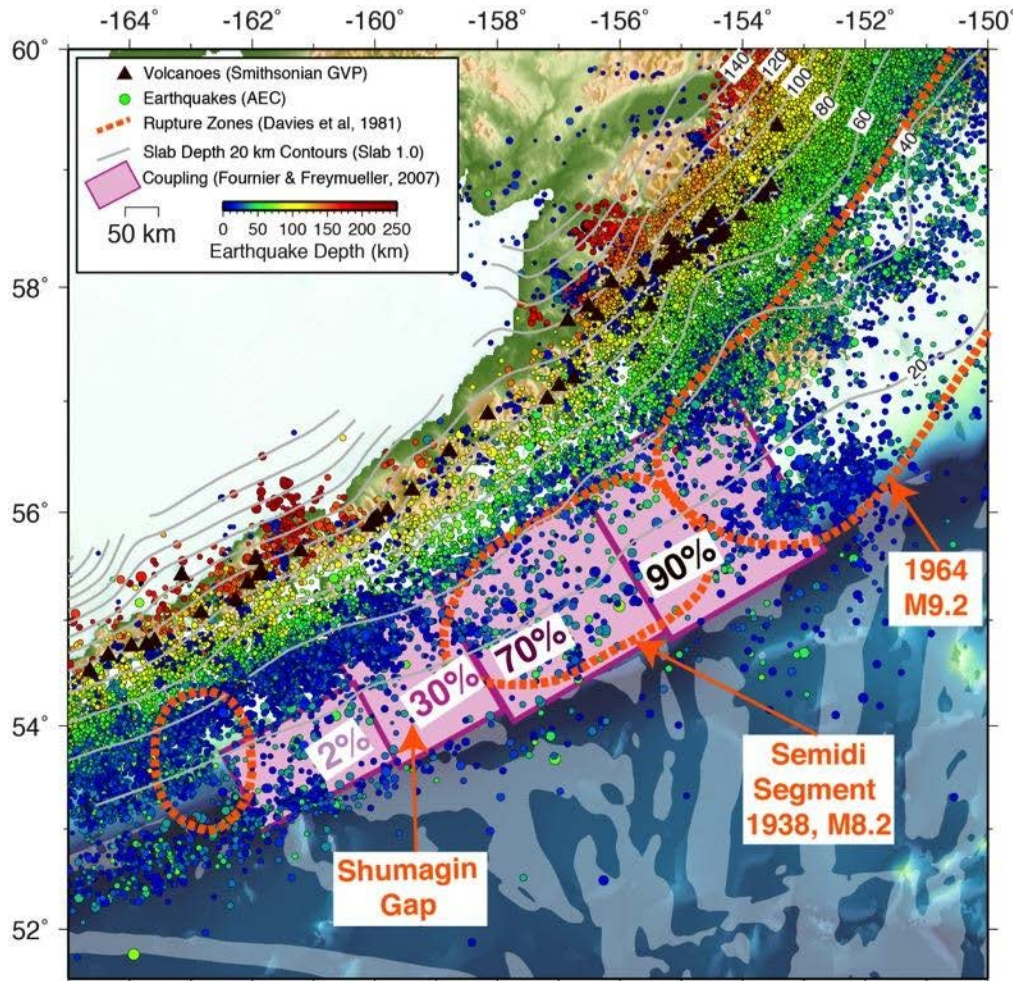 -164° -162° -160° -158° -156° -154° -152° -150°
60°
58°
56°
54°
52°
Volcanoes (Smithsonian GVP)
Earthquakes (AEC)
Rupture Zones (Davies et al, 1981)
Slab Depth 20 km Contours (Slab 1.0)
Coupling (Fournier & Freymueller, 2007)
50 km
0 50 100 150 200 250
Earthquake Depth (km)
140
120
100
80
60
40
20
90%
70%
30%
2%
1964
M9.2
Semidi
Segment
1938, M8.2
Shumagin
Gap